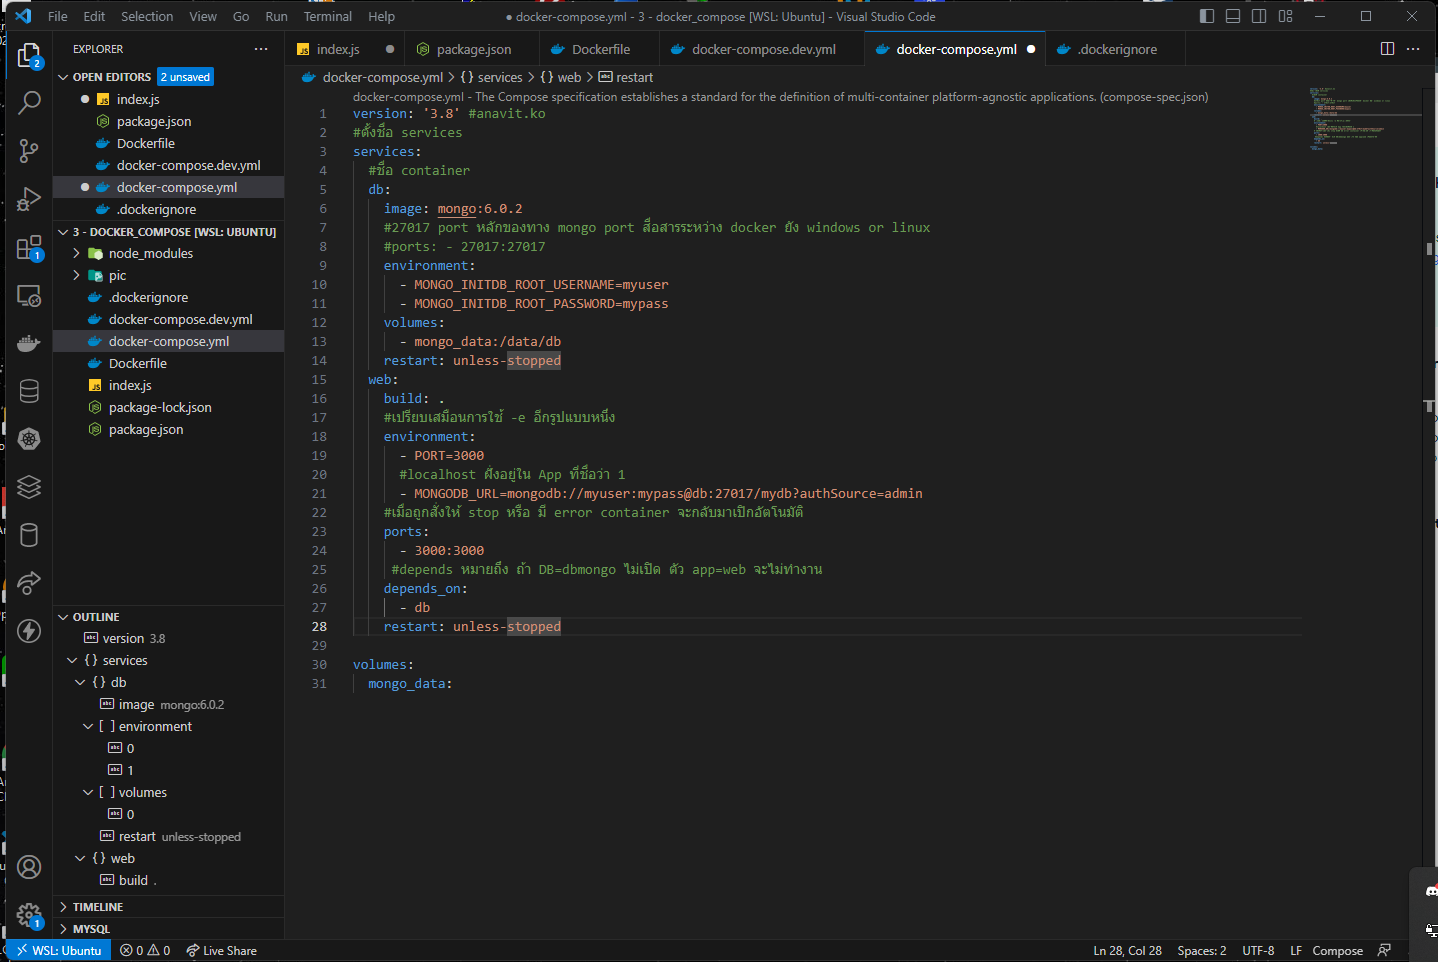 File Edit Selection View Go Run Terminal Help
● docker-compose.yml - 3 - docker_compose [WSL: Ubuntu] - Visual Studio Code
EXPLORER
OPEN EDITORS 2 unsaved
index.js
package.json
Dockerfile
docker-compose.dev.yml
docker-compose.yml
.dockerignore
3 - DOCKER_COMPOSE [WSL: UBUNTU]
node_modules
pic
.dockerignore
docker-compose.dev.yml
docker-compose.yml
Dockerfile
index.js
package-lock.json
package.json
OUTLINE
version 3.8
{ } services
{ } db
image mongo:6.0.2
[ ] environment
0
1
[ ] volumes
0
restart unless-stopped
{ } web
build .
TIMELINE
MYSQL
index.js package.json Dockerfile docker-compose.dev.yml docker-compose.yml .dockerignore
docker-compose.yml > { } services > { } web > restart
docker-compose.yml - The Compose specification establishes a standard for the definition of multi-container platform-agnostic applications. (compose-spec.json)
1 version: '3.8' #anavit.ko
2 #ตั้งชื่อ services
3 services:
4 #ชื่อ container
5 db:
6 image: mongo:6.0.2
7 #27017 port หลักของทาง mongo port สื่อสารระหว่าง docker ยัง windows or linux
8 #ports: - 27017:27017
9 environment:
10 - MONGO_INITDB_ROOT_USERNAME=myuser
11 - MONGO_INITDB_ROOT_PASSWORD=mypass
12 volumes:
13 - mongo_data:/data/db
14 restart: unless-stopped
15 web:
16 build: .
17 #เปรียบเสมือนการใช้ -e อีกรูปแบบหนึ่ง
18 environment:
19 - PORT=3000
20 #localhost ฝั่งอยู่ใน App ที่ชื่อว่า 1
21 - MONGODB_URL=mongodb://myuser:mypass@db:27017/mydb?authSource=admin
22 #เมื่อถูกสั่งให้ stop หรือ มี error container จะกลับมาเปิกอัตโนมัติ
23 ports:
24 - 3000:3000
25 #depends หมายถึง ถ้า DB=dbmongo ไม่เปิด ตัว app=web จะไม่ทำงาน
26 depends_on:
27 - db
28 restart: unless-stopped
29
30 volumes:
31 mongo_data:
WSL: Ubuntu 0 0 Live Share Ln 28, Col 28 Spaces: 2 UTF-8 LF Compose